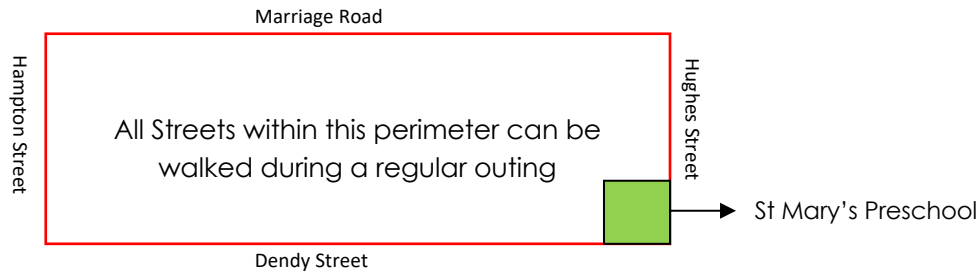 Marriage Road
Hampton Street
Hughes Street
All Streets within this perimeter can be
walked during a regular outing
St Mary’s Preschool
Dendy Street